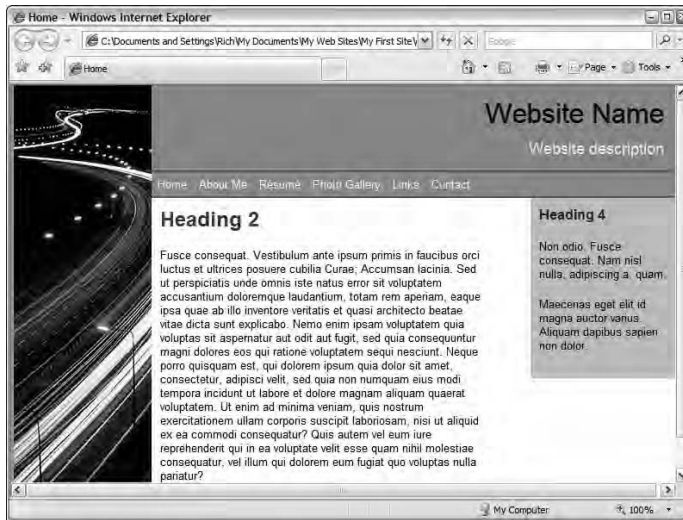 Home - Windows Internet Explorer
C:\Documents and Settings\Rich\My Documents\My Web Sites\My First Site\
Google
Home
Page
Tools
Website Name
Website description
Home About Me Résumé Photo Gallery Links Contact
Heading 2
Fusce consequat. Vestibulum ante ipsum primis in faucibus orci
luctus et ultrices posuere cubilia Curae; Accumsan lacinia. Sed
ut perspiciatis unde omnis iste natus error sit voluptatem
accusantium doloremque laudantium, totam rem aperiam, eaque
ipsa quae ab illo inventore veritatis et quasi architecto beatae
vitae dicta sunt explicabo. Nemo enim ipsam voluptatem quia
voluptas sit aspernatur aut odit aut fugit, sed quia consequuntur
magni dolores eos qui ratione voluptatem sequi nesciunt. Neque
porro quisquam est, qui dolorem ipsum quia dolor sit amet,
consectetur, adipisci velit, sed quia non numquam eius modi
tempora incidunt ut labore et dolore magnam aliquam quaerat
voluptatem. Ut enim ad minima veniam, quis nostrum
exercitationem ullam corporis suscipit laboriosam, nisi ut aliquid
ex ea commodi consequatur? Quis autem vel eum iure
reprehenderit qui in ea voluptate velit esse quam nihil molestiae
consequatur, vel illum qui dolorem eum fugiat quo voluptas nulla
pariatur?
Heading 4
Non odio. Fusce
consequat. Nam nisl
nulla, adipiscing a, quam.
Maecenas eget elit id
magna auctor varius.
Aliquam dapibus sapien
non dolor.
My Computer
100%